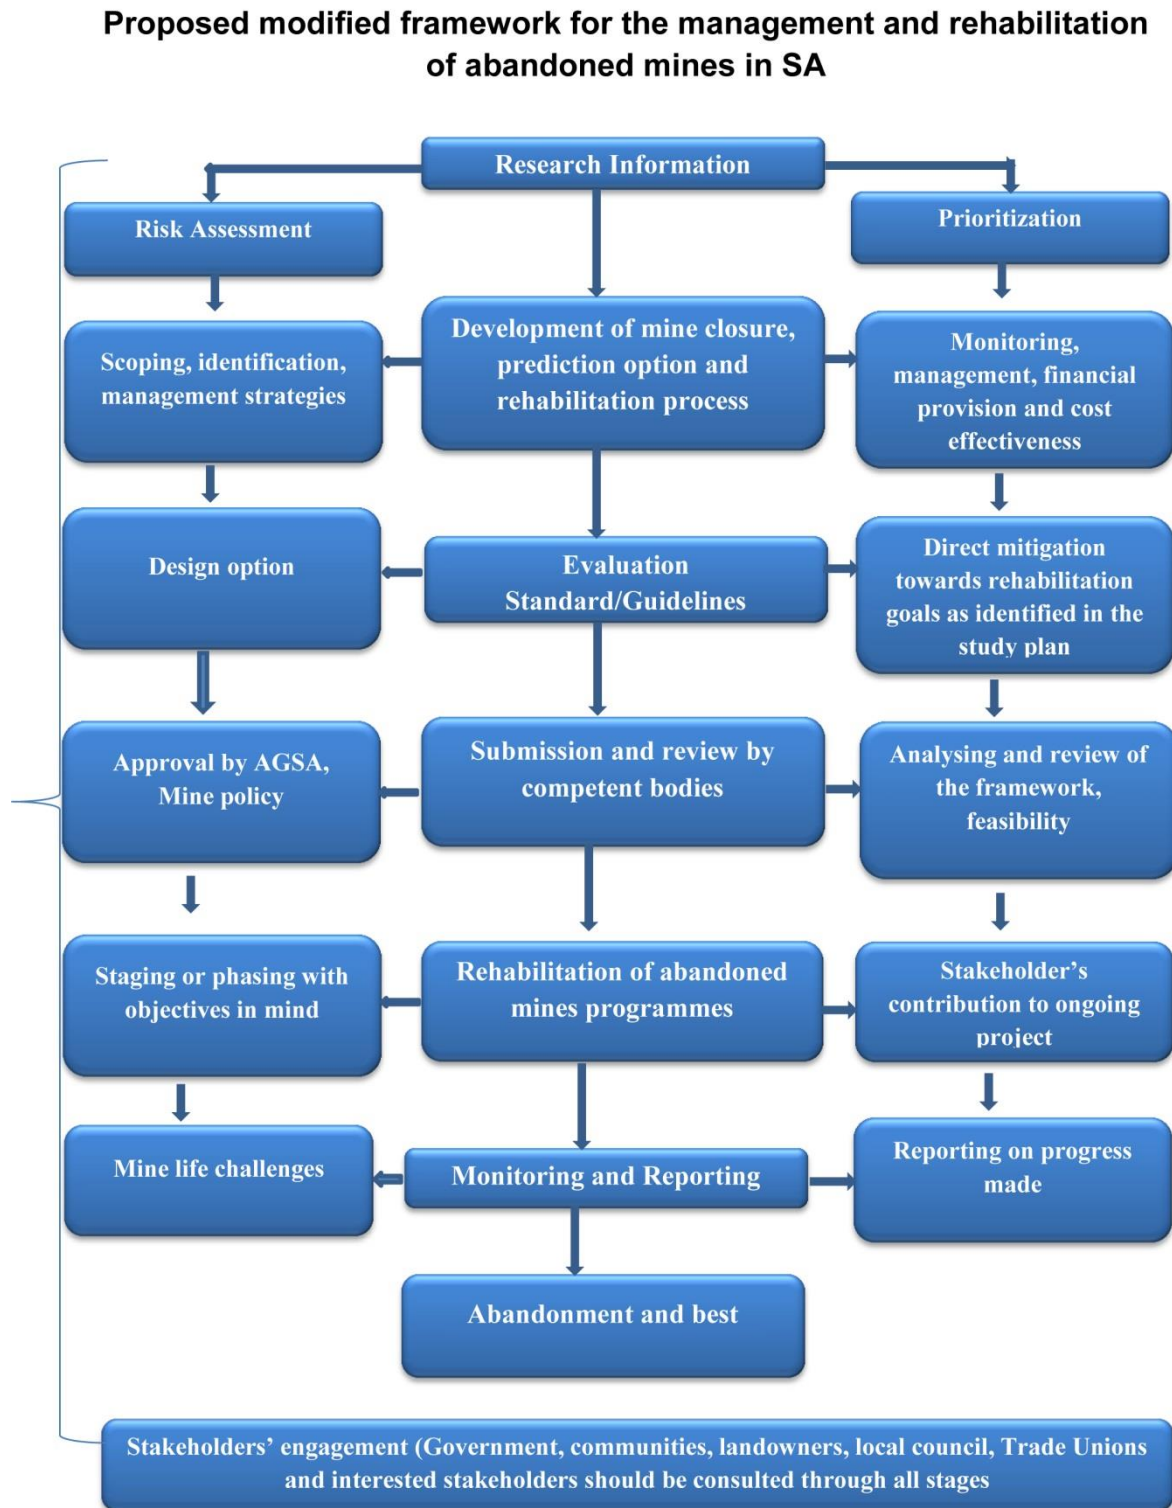 Proposed modified framework for the management and rehabilitation
of abandoned mines in SA
Research Information
Risk Assessment
Prioritization
Scoping, identification,
management strategies
Development of mine closure,
prediction option and
rehabilitation process
Monitoring,
management, financial
provision and cost
effectiveness
Design option
Evaluation
Standard/Guidelines
Direct mitigation
towards rehabilitation
goals as identified in the
study plan
Approval by AGSA,
Mine policy
Submission and review by
competent bodies
Analysing and review of
the framework,
feasibility
Staging or phasing with
objectives in mind
Rehabilitation of abandoned
mines programmes
Stakeholder’s
contribution to ongoing
project
Mine life challenges
Monitoring and Reporting
Reporting on progress
made
Abandonment and best
Stakeholders’ engagement (Government, communities, landowners, local council, Trade Unions
and interested stakeholders should be consulted through all stages